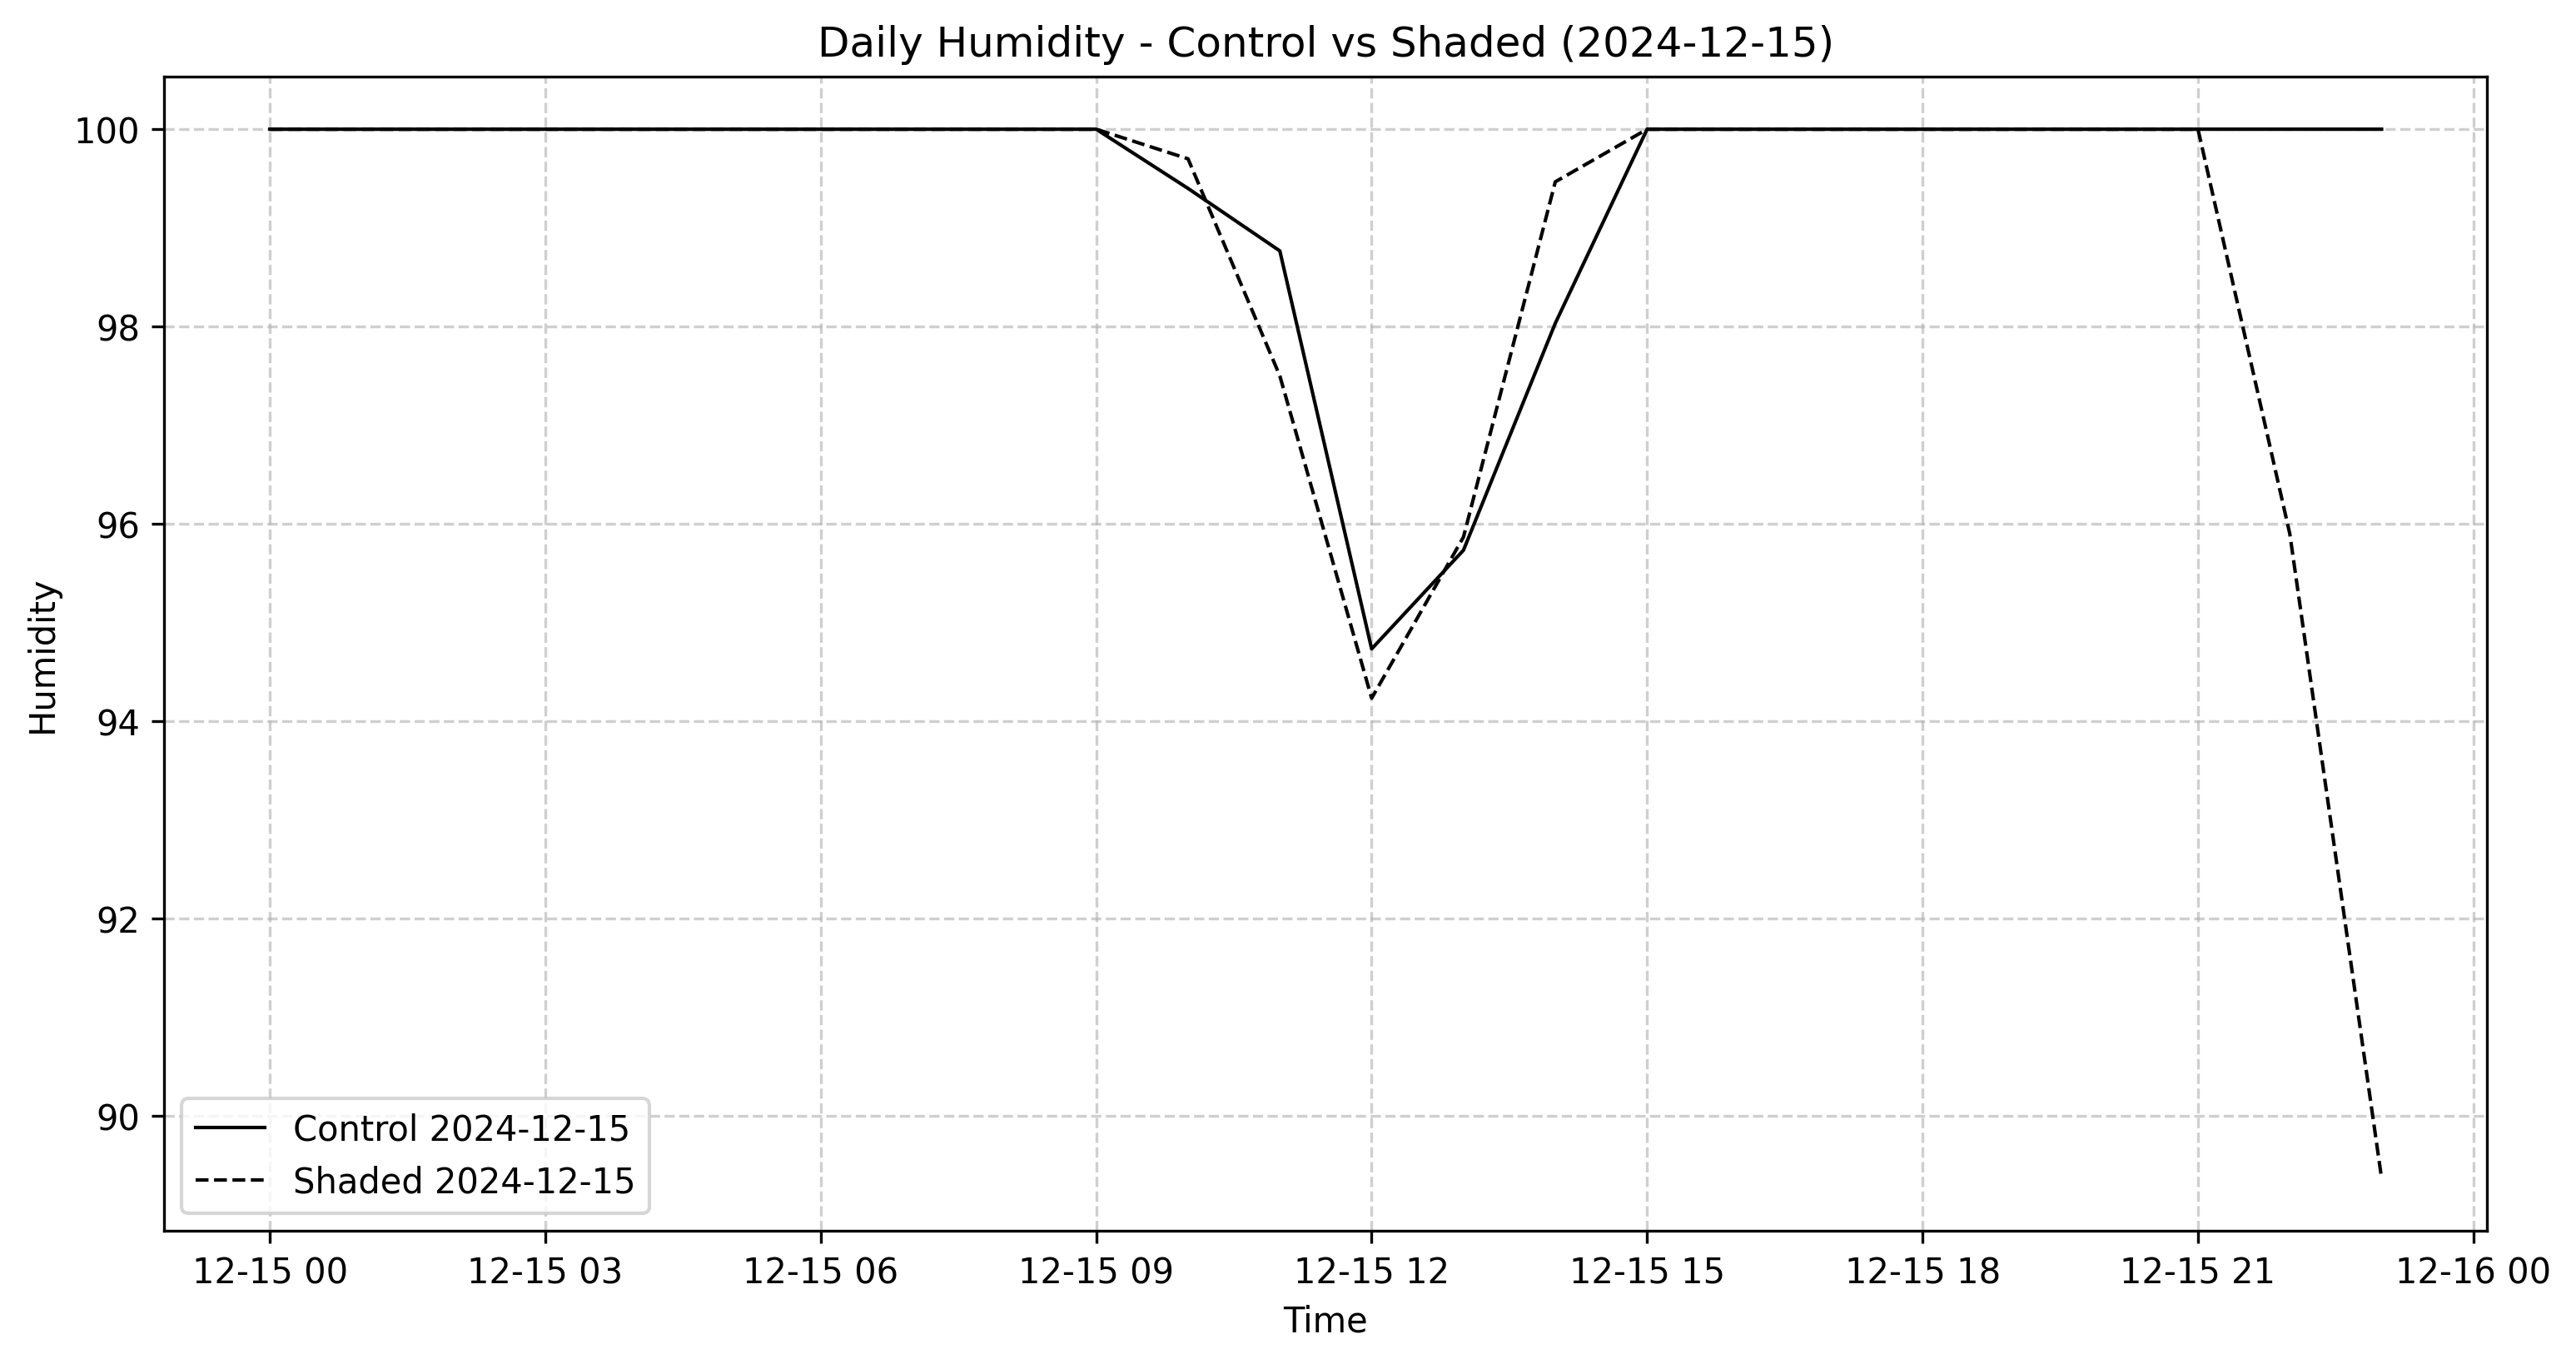 Daily Humidity - Control vs Shaded (2024-12-15)
Humidity
100
98
96
94
92
90
Control 2024-12-15
Shaded 2024-12-15
12-15 00 12-15 03 12-15 06 12-15 09 12-15 12 12-15 15 12-15 18 12-15 21 12-16 00
Time